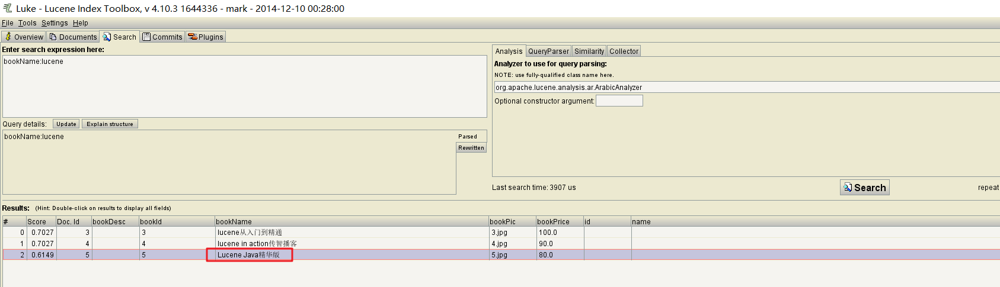 Luke - Lucene Index Toolbox, v 4.10.3 1644336 - mark - 2014-12-10 00:28:00
File Tools Settings Help
Overview Documents Search Commits Plugins
Enter search expression here:
bookName:lucene
Analysis QueryParser Similarity Collector
Analyzer to use for query parsing:
NOTE: use fully-qualified class name here.
org.apache.lucene.analysis.ar.ArabicAnalyzer
Optional constructor argument:
Query details: Update Explain structure
bookName:lucene
Parsed
Rewritten
Last search time: 3907 us
Search
repeat
Results: (Hint: Double-click on results to display all fields)
# Score Doc. Id bookDesc bookId bookName bookPic bookPrice id name
0 0.7027 3 3 lucene从入门到精通 3.jpg 100.0
1 0.7027 4 4 lucene in action传智播客 4.jpg 90.0
2 0.6149 5 5 Lucene Java精华版 5.jpg 80.0